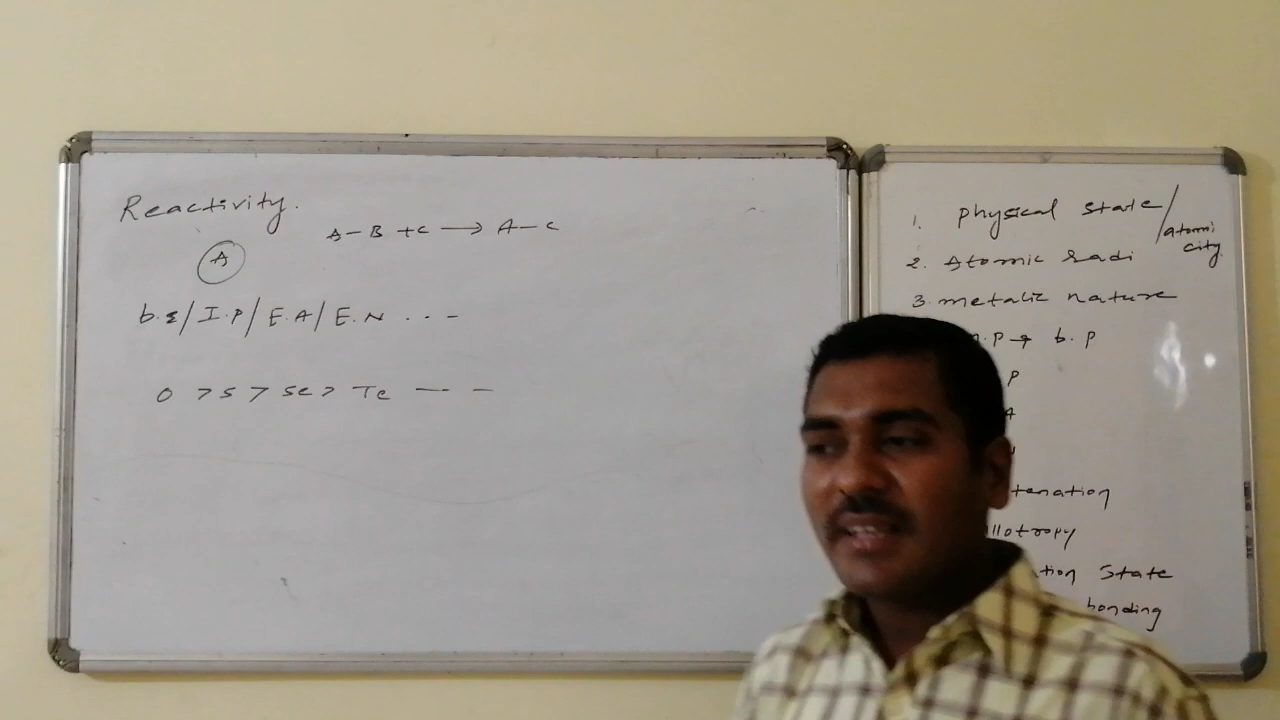 Reactivity.
A-B +C → A-C
A
b.E/I.P/E.A/E.N ...-
O > S > Se > Te — —
1. Physical State/atomicity
2. Atomic radi
3. metalic nature
.P → b.P
P
A
tenation
llotropy
tion State
bonding